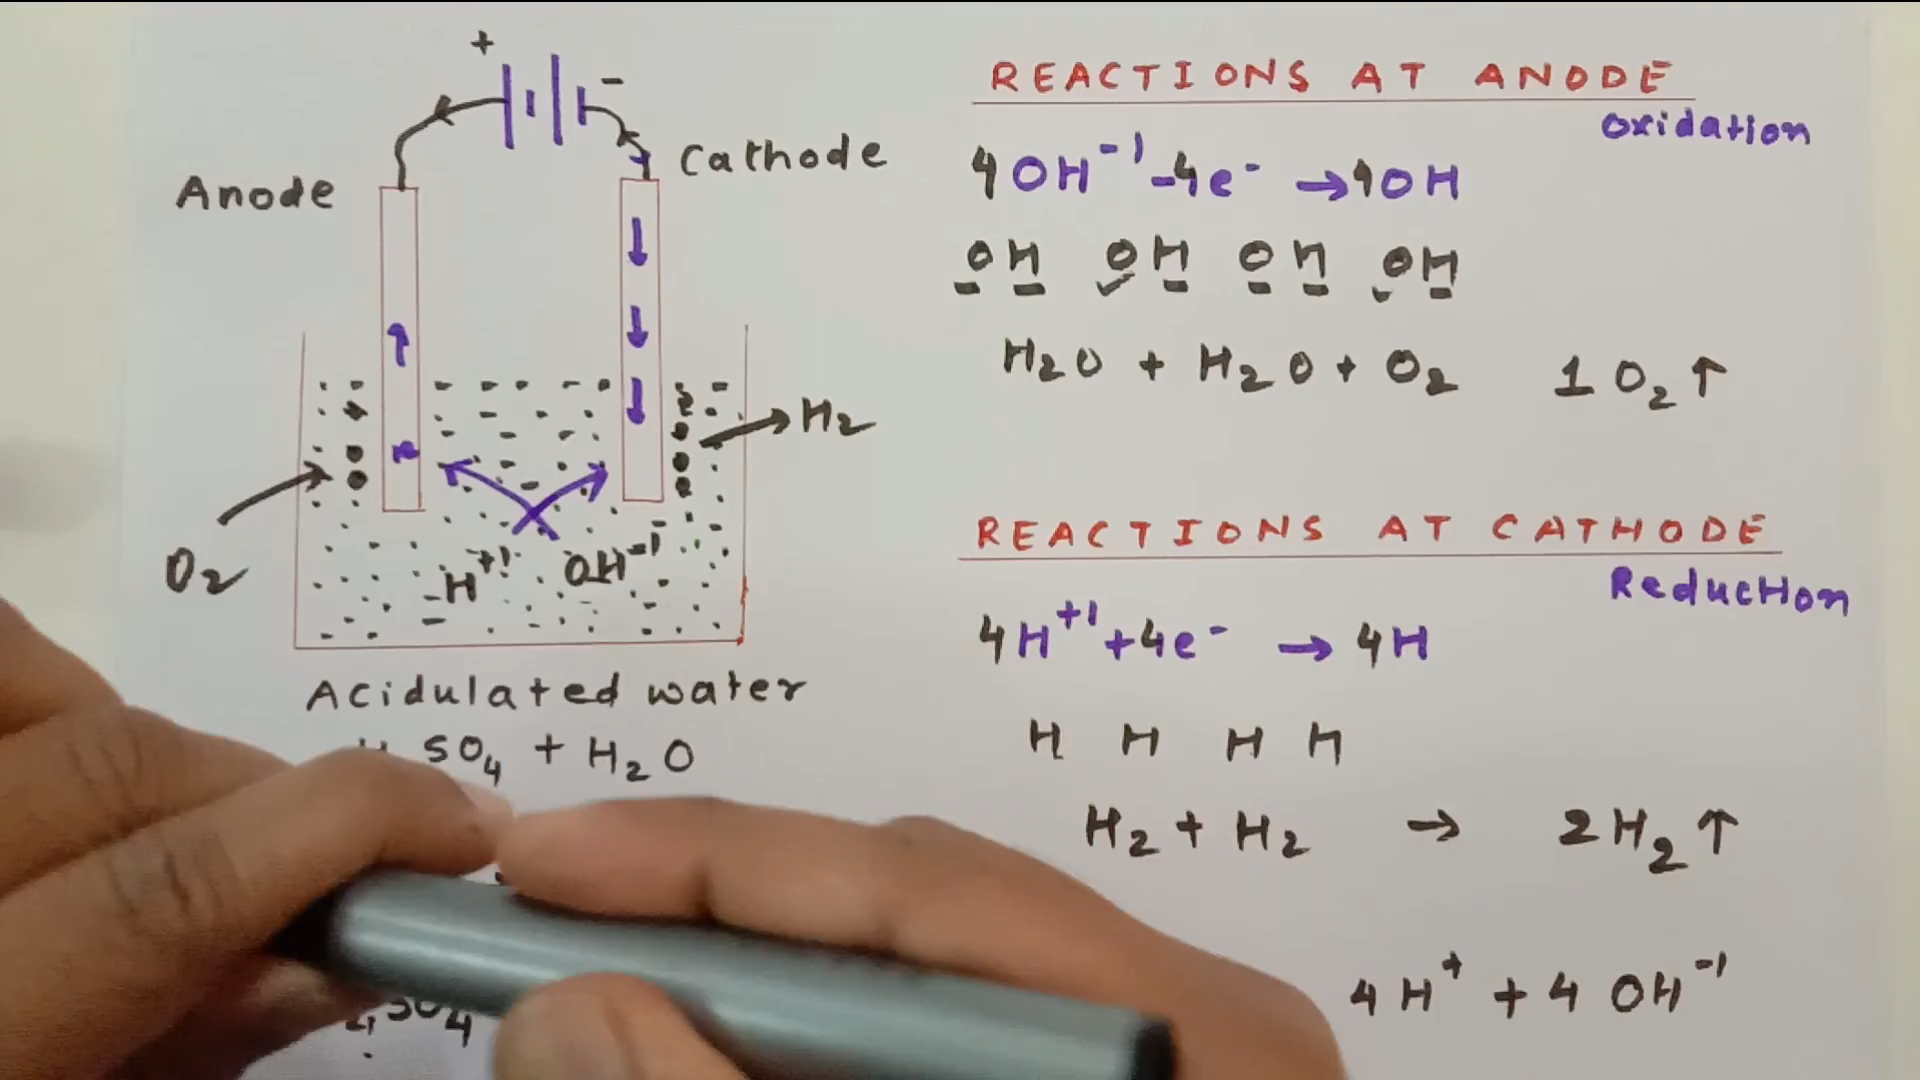 + -
Anode
Cathode
H₂
O₂
H⁺¹ OH⁻¹
Acidulated water
SO₄ + H₂O
SO₄
REACTIONS AT ANODE
oxidation
4OH⁻¹ -4e⁻ → 4OH
OH OH OH OH
H₂O + H₂O + O₂ 1 O₂ ↑
REACTIONS AT CATHODE
Reduction
4H⁺¹ +4e⁻ → 4H
H H H H
H₂ + H₂ → 2H₂ ↑
4H⁺ + 4 OH⁻¹